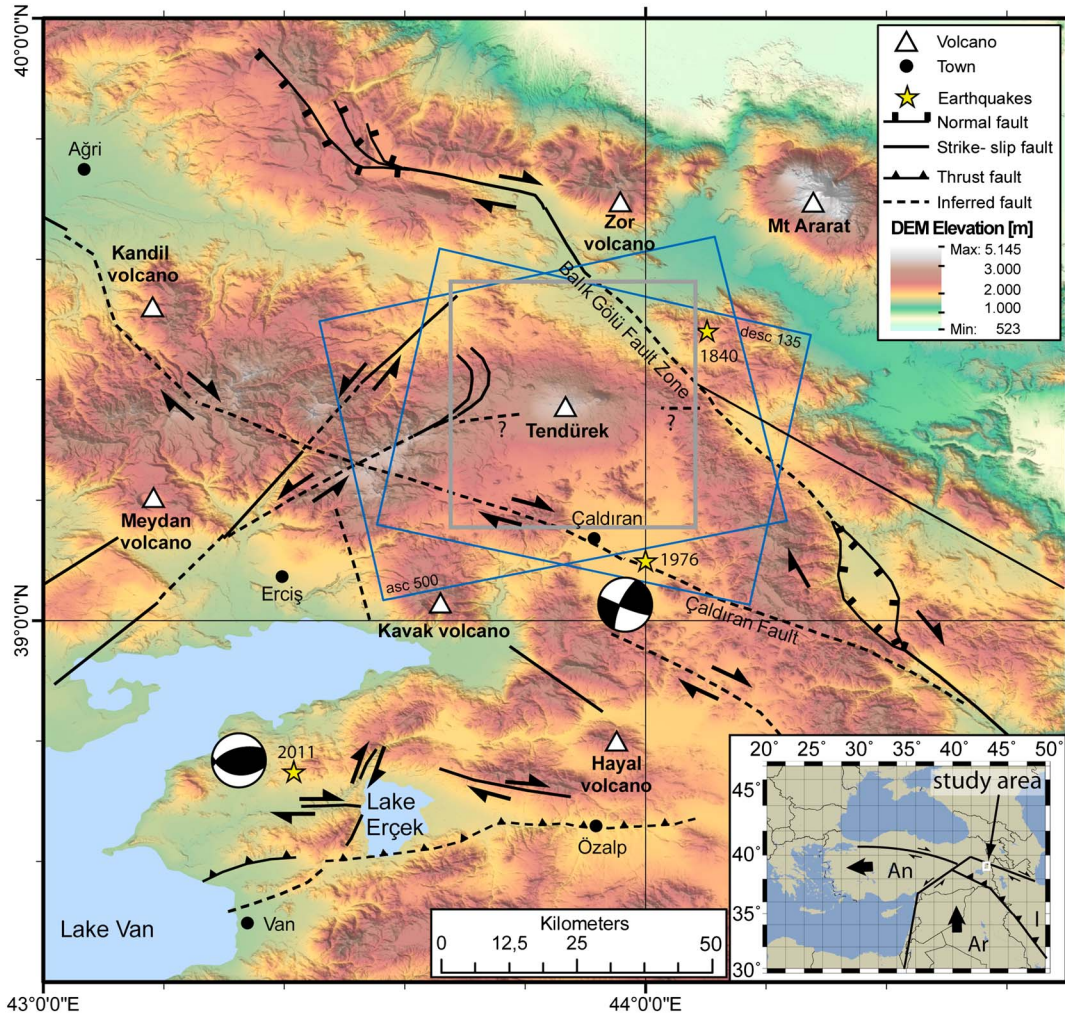 40°0'0"N
39°0'0"N
43°0'0"E
44°0'0"E
Volcano
Town
Earthquakes
Normal fault
Strike- slip fault
Thrust fault
Inferred fault
DEM Elevation [m]
Max: 5.145
3.000
2.000
1.000
Min: 523
Ağri
Kandil
volcano
Zor
volcano
Mt Ararat
Balık Gölü Fault Zone
desc 135
1840
Tendürek
?
?
Meydan
volcano
Çaldıran
1976
Erciş
asc 500
Kavak volcano
Çaldıran Fault
2011
Hayal
volcano
Lake
Erçek
Özalp
Van
Lake Van
Kilometers
0 12,5 25 50
20° 25° 30° 35° 40° 45° 50°
study area
45°
40°
35°
30°
An
Ar
I